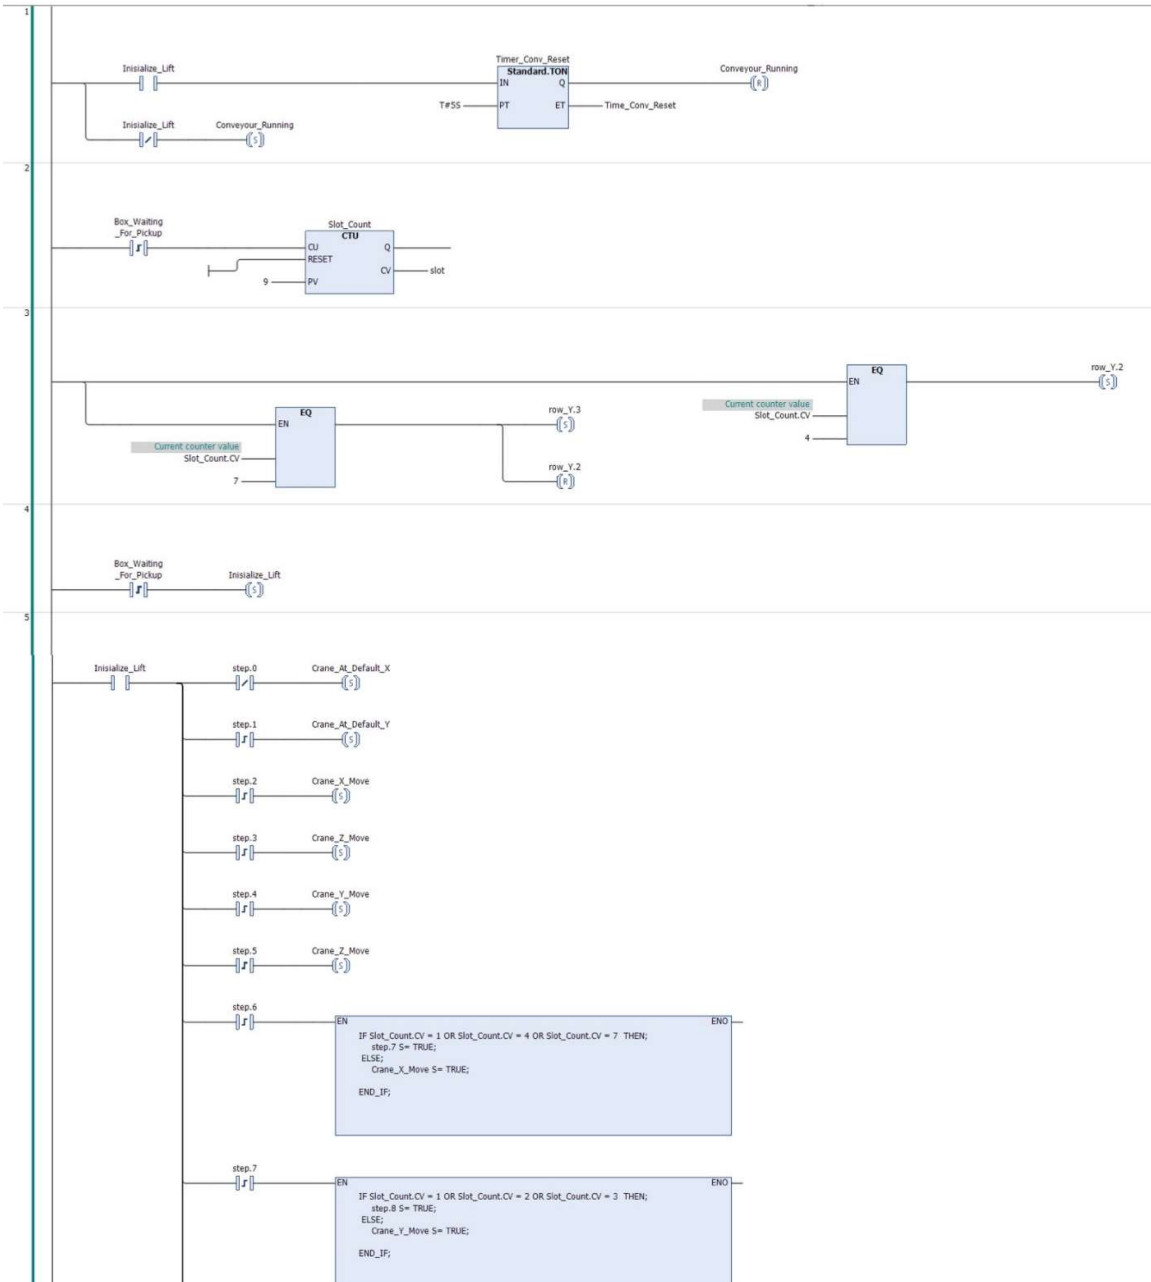 1
Timer_Conv_Reset
Inisialize_Lift
Standard.TON
Conveyour_Running
IN
Q
R
T#5S
PT
ET
Time_Conv_Reset
Inisialize_Lift
Conveyour_Running
S
2
Box_Waiting
_For_Pickup
Slot_Count
CTU
CU
Q
RESET
CV
slot
9
PV
3
EQ
row_Y.2
EN
S
Current counter value
Slot_Count.CV
4
EQ
row_Y.3
EN
S
Current counter value
Slot_Count.CV
row_Y.2
7
R
4
Box_Waiting
_For_Pickup
Inisialize_Lift
S
5
Inisialize_Lift
step.0
Crane_At_Default_X
S
step.1
Crane_At_Default_Y
S
step.2
Crane_X_Move
S
step.3
Crane_Z_Move
S
step.4
Crane_Y_Move
S
step.5
Crane_Z_Move
S
step.6
EN
ENO
IF Slot_Count.CV = 1 OR Slot_Count.CV = 4 OR Slot_Count.CV = 7 THEN;
step.7 S= TRUE;
ELSE;
Crane_X_Move S= TRUE;
END_IF;
step.7
EN
ENO
IF Slot_Count.CV = 1 OR Slot_Count.CV = 2 OR Slot_Count.CV = 3 THEN;
step.8 S= TRUE;
ELSE;
Crane_Y_Move S= TRUE;
END_IF;